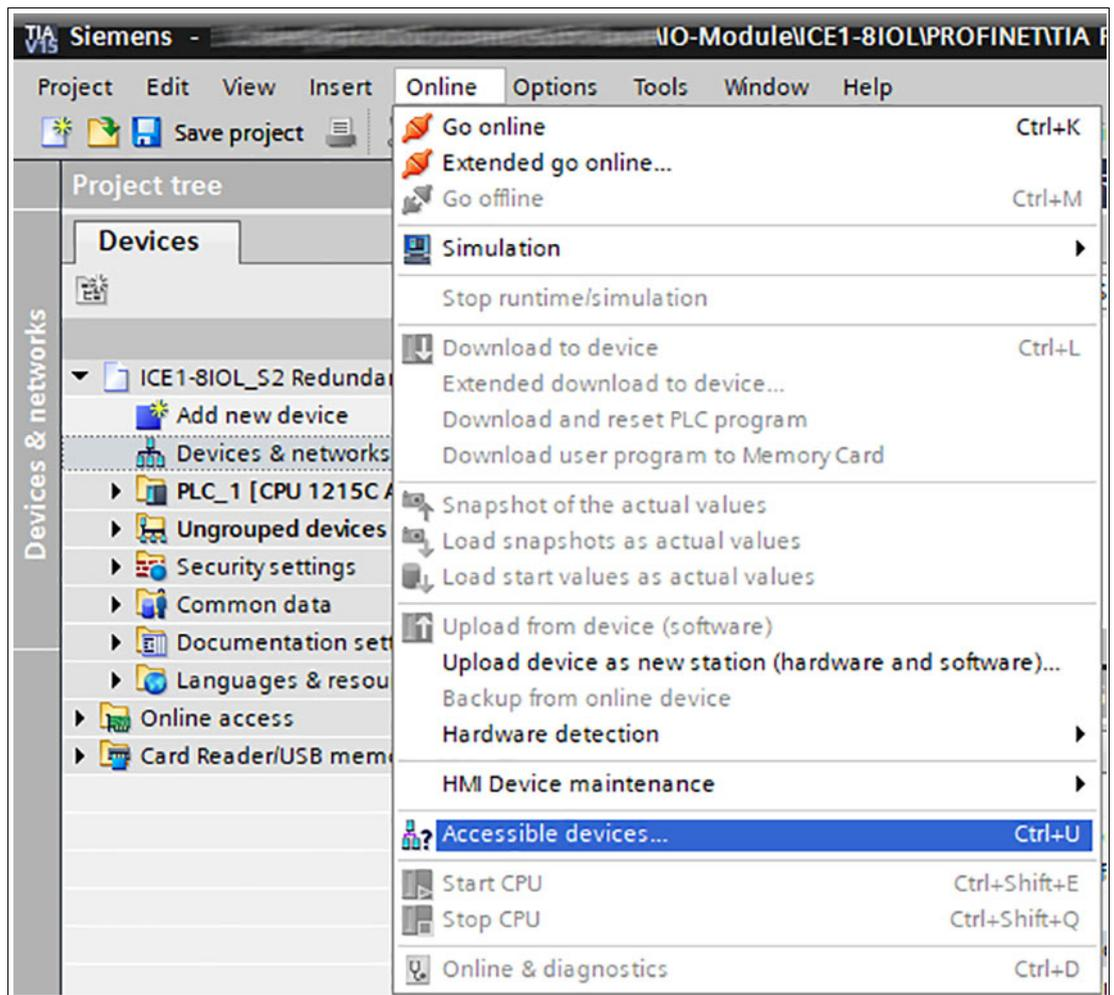 TIA V15 Siemens - \IO-Module\ICE1-8IOL\PROFINET\TIA
Project Edit View Insert Online Options Tools Window Help
Save project
Go online Ctrl+K
Extended go online...
Go offline Ctrl+M
Simulation
Stop runtime/simulation
Download to device Ctrl+L
Extended download to device...
Download and reset PLC program
Download user program to Memory Card
Snapshot of the actual values
Load snapshots as actual values
Load start values as actual values
Upload from device (software)
Upload device as new station (hardware and software)...
Backup from online device
Hardware detection
HMI Device maintenance
Accessible devices... Ctrl+U
Start CPU Ctrl+Shift+E
Stop CPU Ctrl+Shift+Q
Online & diagnostics Ctrl+D
Project tree
Devices
Devices & networks
ICE1-8IOL_S2 Redundan
Add new device
Devices & networks
PLC_1 [CPU 1215C A
Ungrouped devices
Security settings
Common data
Documentation sett
Languages & resou
Online access
Card Reader/USB memo